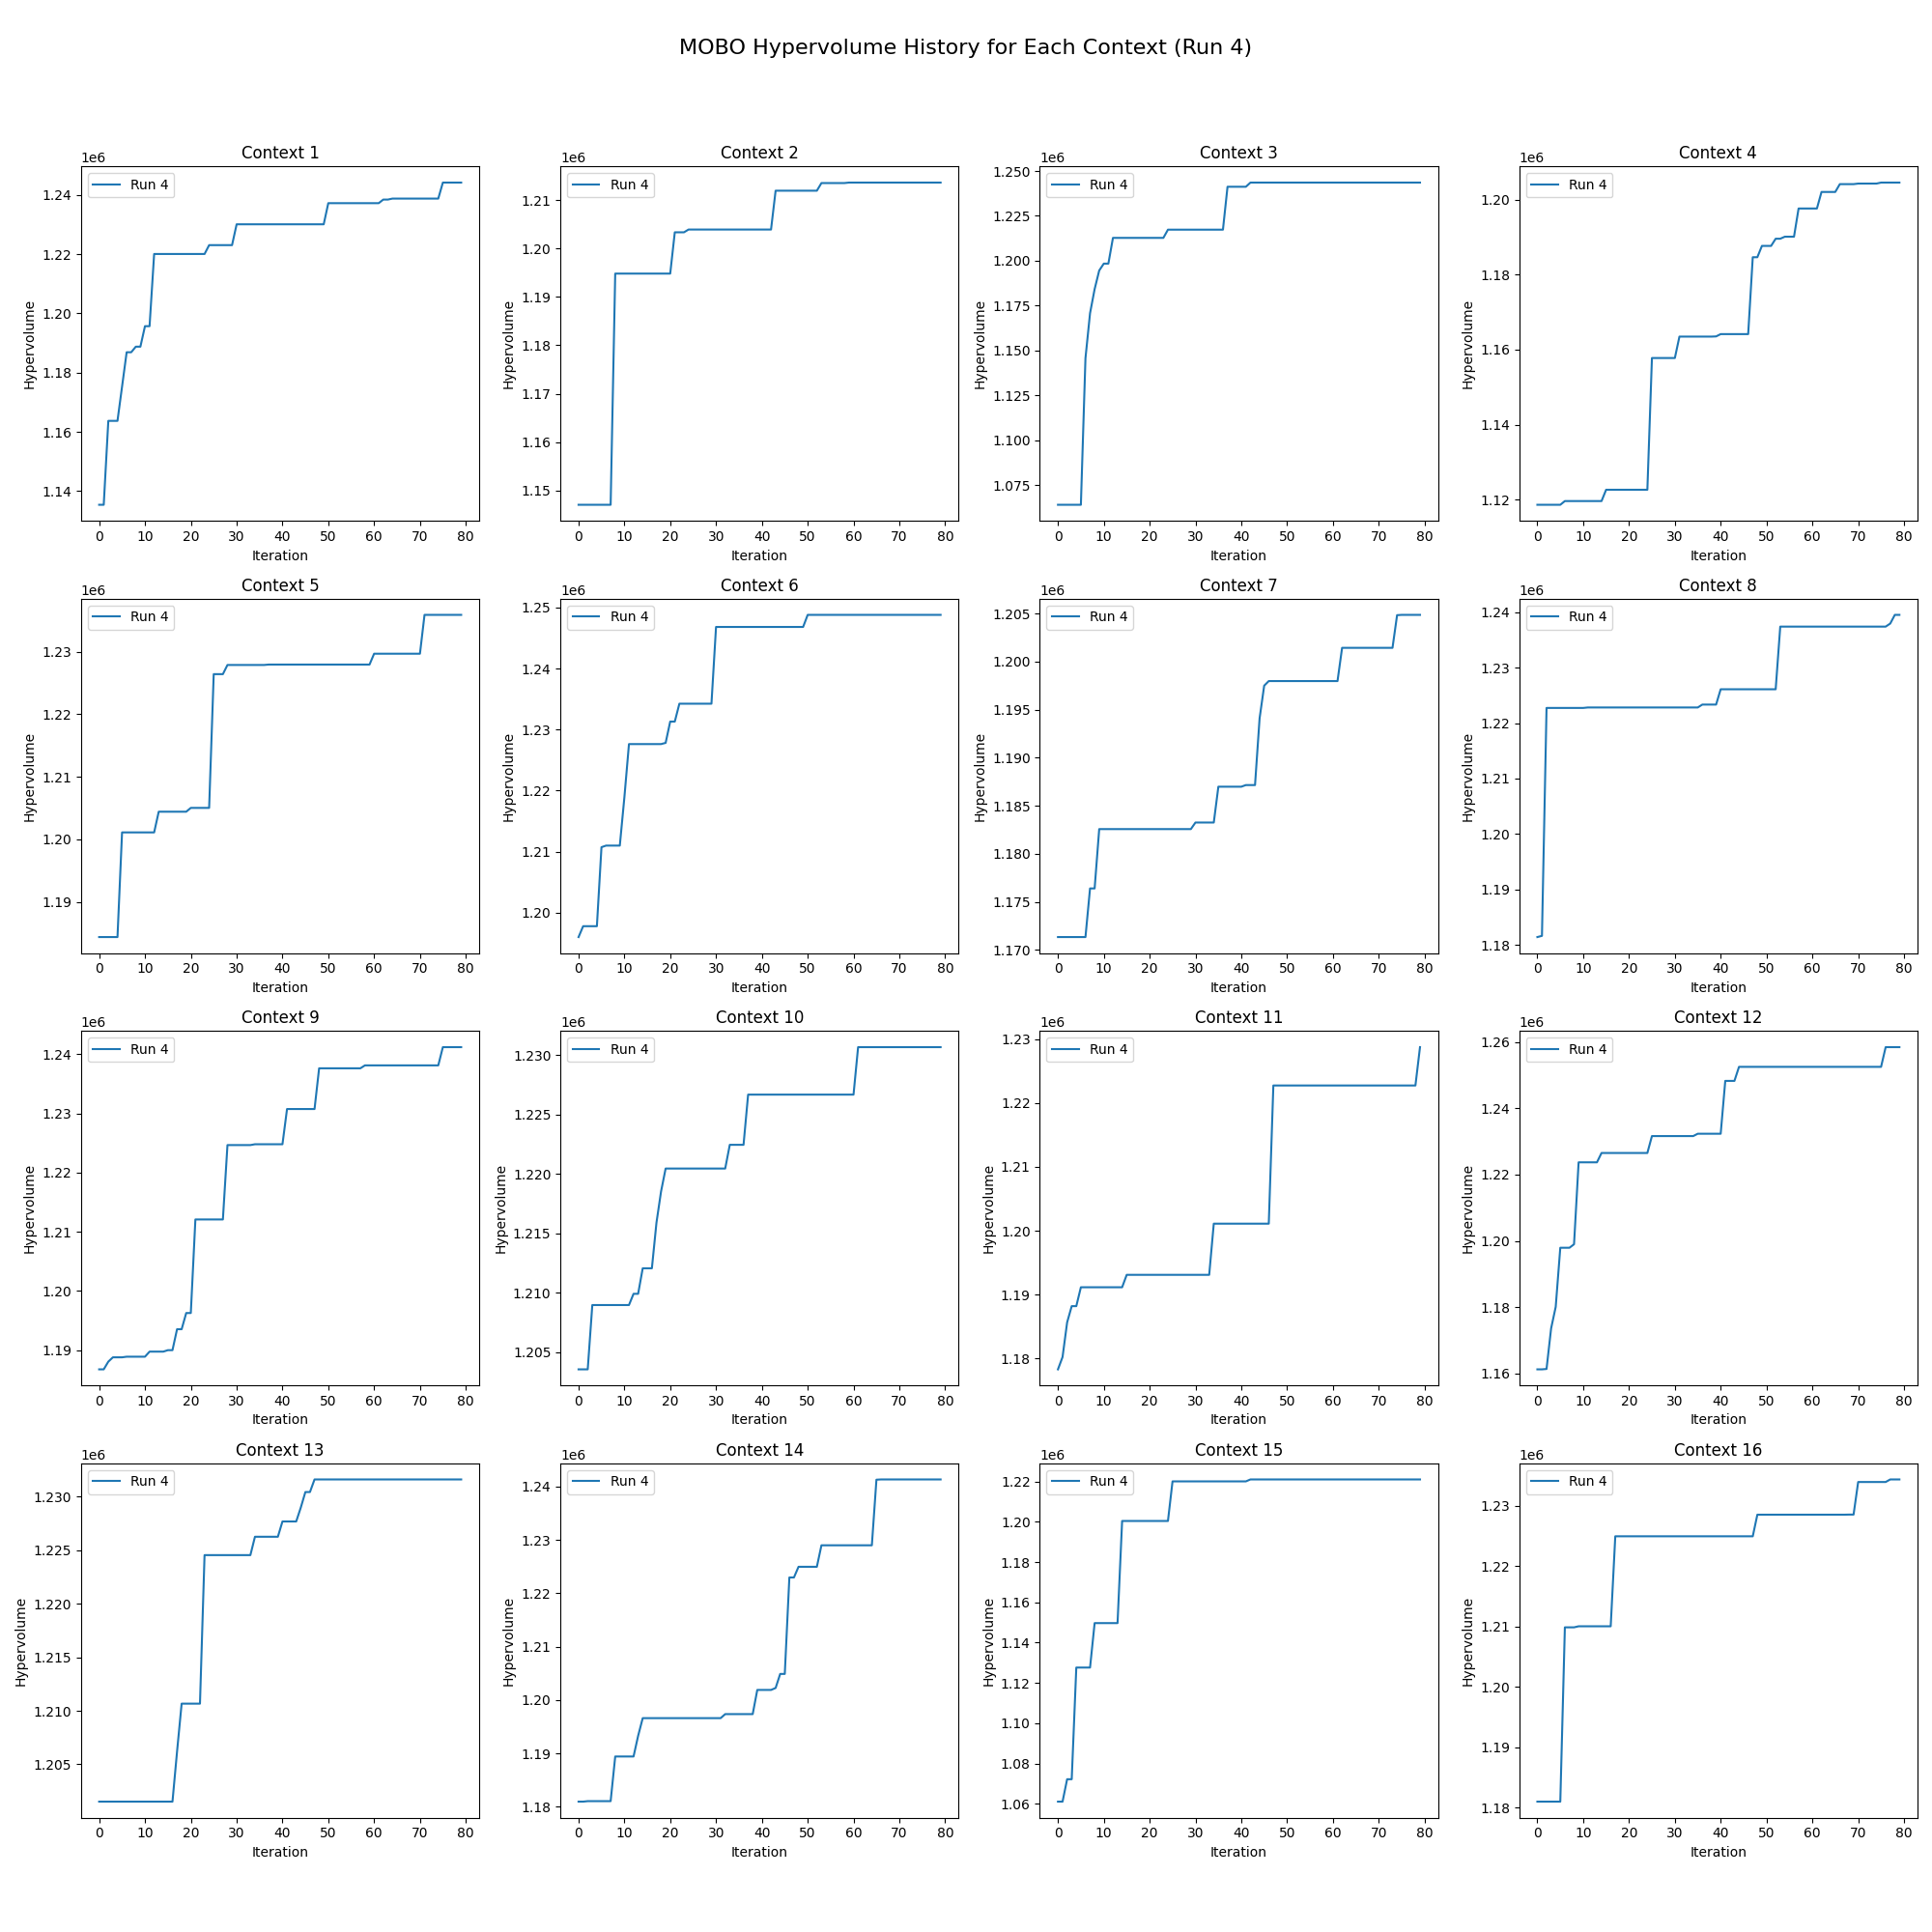 MOBO Hypervolume History for Each Context (Run 4)
Context 1
1e6
Run 4
1.24
1.22
1.20
1.18
1.16
1.14
Hypervolume
0 10 20 30 40 50 60 70 80
Iteration
Context 2
1e6
Run 4
1.21
1.20
1.19
1.18
1.17
1.16
1.15
Hypervolume
0 10 20 30 40 50 60 70 80
Iteration
Context 3
1e6
Run 4
1.250
1.225
1.200
1.175
1.150
1.125
1.100
1.075
Hypervolume
0 10 20 30 40 50 60 70 80
Iteration
Context 4
1e6
Run 4
1.20
1.18
1.16
1.14
1.12
Hypervolume
0 10 20 30 40 50 60 70 80
Iteration
Context 5
1e6
Run 4
1.23
1.22
1.21
1.20
1.19
Hypervolume
0 10 20 30 40 50 60 70 80
Iteration
Context 6
1e6
Run 4
1.25
1.24
1.23
1.22
1.21
1.20
Hypervolume
0 10 20 30 40 50 60 70 80
Iteration
Context 7
1e6
Run 4
1.205
1.200
1.195
1.190
1.185
1.180
1.175
1.170
Hypervolume
0 10 20 30 40 50 60 70 80
Iteration
Context 8
1e6
Run 4
1.24
1.23
1.22
1.21
1.20
1.19
1.18
Hypervolume
0 10 20 30 40 50 60 70 80
Iteration
Context 9
1e6
Run 4
1.24
1.23
1.22
1.21
1.20
1.19
Hypervolume
0 10 20 30 40 50 60 70 80
Iteration
Context 10
1e6
Run 4
1.230
1.225
1.220
1.215
1.210
1.205
Hypervolume
0 10 20 30 40 50 60 70 80
Iteration
Context 11
1e6
Run 4
1.23
1.22
1.21
1.20
1.19
1.18
Hypervolume
0 10 20 30 40 50 60 70 80
Iteration
Context 12
1e6
Run 4
1.26
1.24
1.22
1.20
1.18
1.16
Hypervolume
0 10 20 30 40 50 60 70 80
Iteration
Context 13
1e6
Run 4
1.230
1.225
1.220
1.215
1.210
1.205
Hypervolume
0 10 20 30 40 50 60 70 80
Iteration
Context 14
1e6
Run 4
1.24
1.23
1.22
1.21
1.20
1.19
1.18
Hypervolume
0 10 20 30 40 50 60 70 80
Iteration
Context 15
1e6
Run 4
1.22
1.20
1.18
1.16
1.14
1.12
1.10
1.08
1.06
Hypervolume
0 10 20 30 40 50 60 70 80
Iteration
Context 16
1e6
Run 4
1.23
1.22
1.21
1.20
1.19
1.18
Hypervolume
0 10 20 30 40 50 60 70 80
Iteration